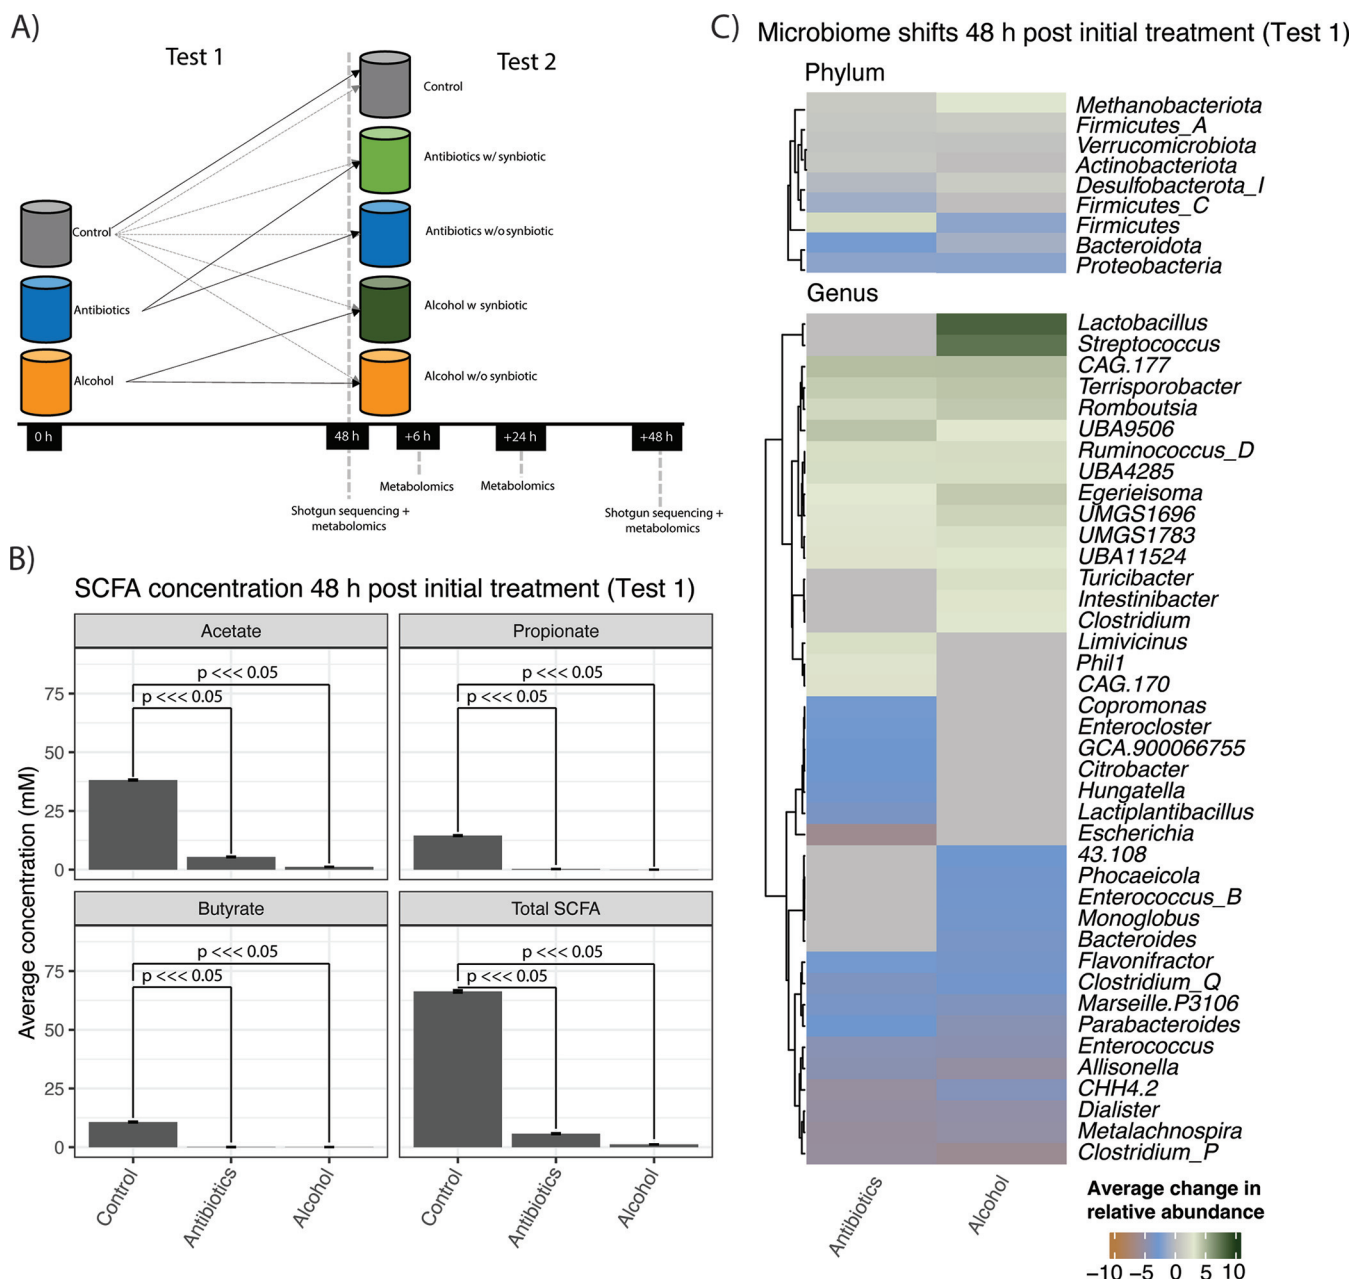 A)
Test 1
Test 2
Control
Antibiotics w/ synbiotic
Control
Antibiotics w/o synbiotic
Antibiotics
Alcohol w synbiotic
Alcohol
Alcohol w/o synbiotic
0 h
48 h
+6 h
+24 h
+48 h
Metabolomics
Metabolomics
Shotgun sequencing +
metabolomics
Shotgun sequencing +
metabolomics
B)
SCFA concentration 48 h post initial treatment (Test 1)
Average concentration (mM)
Acetate
p <<< 0.05
p <<< 0.05
75
50
25
0
Propionate
p <<< 0.05
p <<< 0.05
Butyrate
p <<< 0.05
p <<< 0.05
75
50
25
0
Total SCFA
p <<< 0.05
p <<< 0.05
Control
Antibiotics
Alcohol
Control
Antibiotics
Alcohol
C)
Microbiome shifts 48 h post initial treatment (Test 1)
Phylum
Methanobacteriota
Firmicutes_A
Verrucomicrobiota
Actinobacteriota
Desulfobacterota_I
Firmicutes_C
Firmicutes
Bacteroidota
Proteobacteria
Genus
Lactobacillus
Streptococcus
CAG.177
Terrisporobacter
Romboutsia
UBA9506
Ruminococcus_D
UBA4285
Egerieisoma
UMGS1696
UMGS1783
UBA11524
Turicibacter
Intestinibacter
Clostridium
Limivicinus
Phil1
CAG.170
Copromonas
Enterocloster
GCA.900066755
Citrobacter
Hungatella
Lactiplantibacillus
Escherichia
43.108
Phocaeicola
Enterococcus_B
Monoglobus
Bacteroides
Flavonifractor
Clostridium_Q
Marseille.P3106
Parabacteroides
Enterococcus
Allisonella
CHH4.2
Dialister
Metalachnospira
Clostridium_P
Antibiotics
Alcohol
Average change in
relative abundance
−10 −5 0 5 10